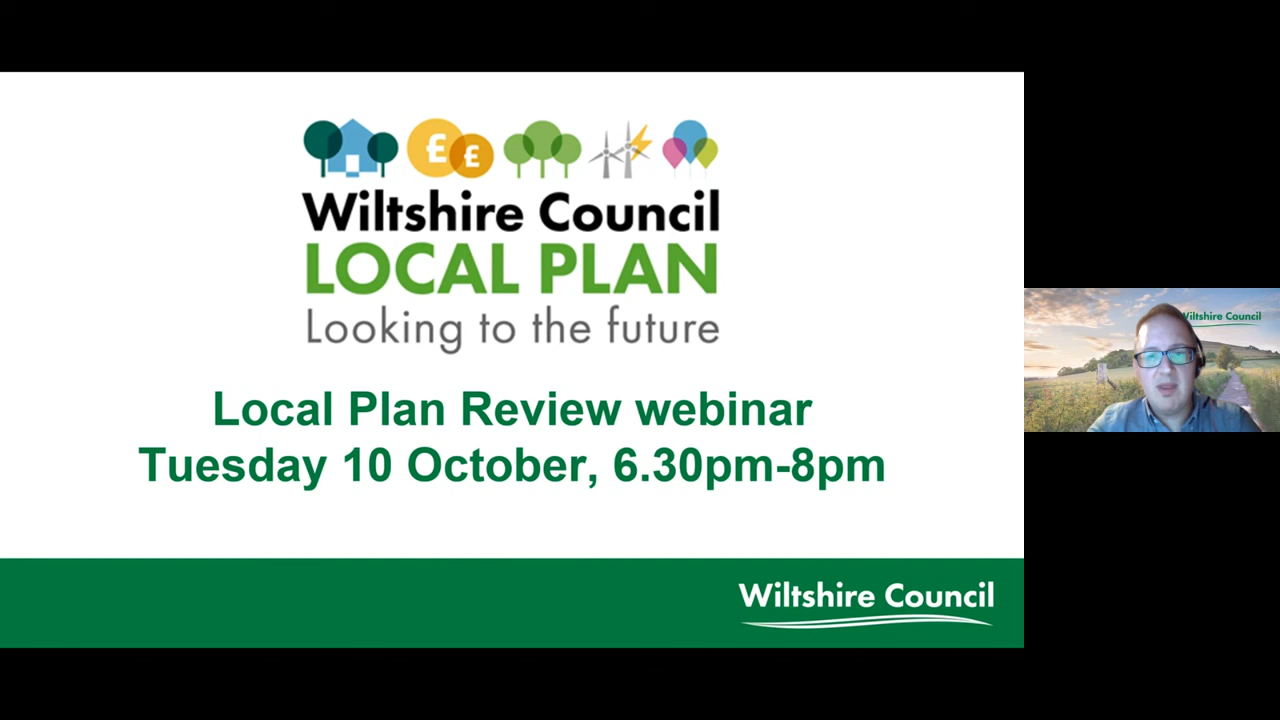 ££
Wiltshire Council
LOCAL PLAN
Looking to the future
Local Plan Review webinar
Tuesday 10 October, 6.30pm-8pm
Wiltshire Council
Wiltshire Council